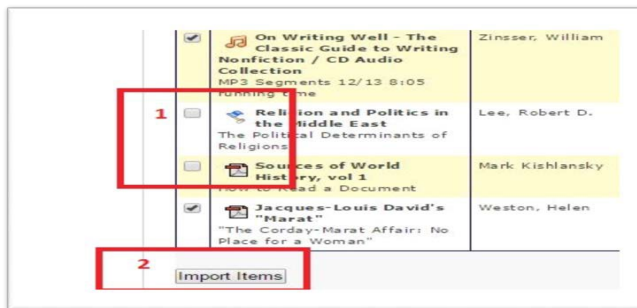 On Writing Well - The Zinsser, William
Classic Guide to Writing
Nonfiction / CD Audio
Collection
MP3 Segments 12/13 8:05
running time
1 Religion and Politics in Lee, Robert D.
the Middle East
The Political Determinants of
Religions
Sources of World Mark Kishlansky
History, vol 1
How to Read a Document
Jacques-Louis David's Weston, Helen
"Marat"
"The Corday-Marat Affair: No
Place for a Woman"
2
Import Items